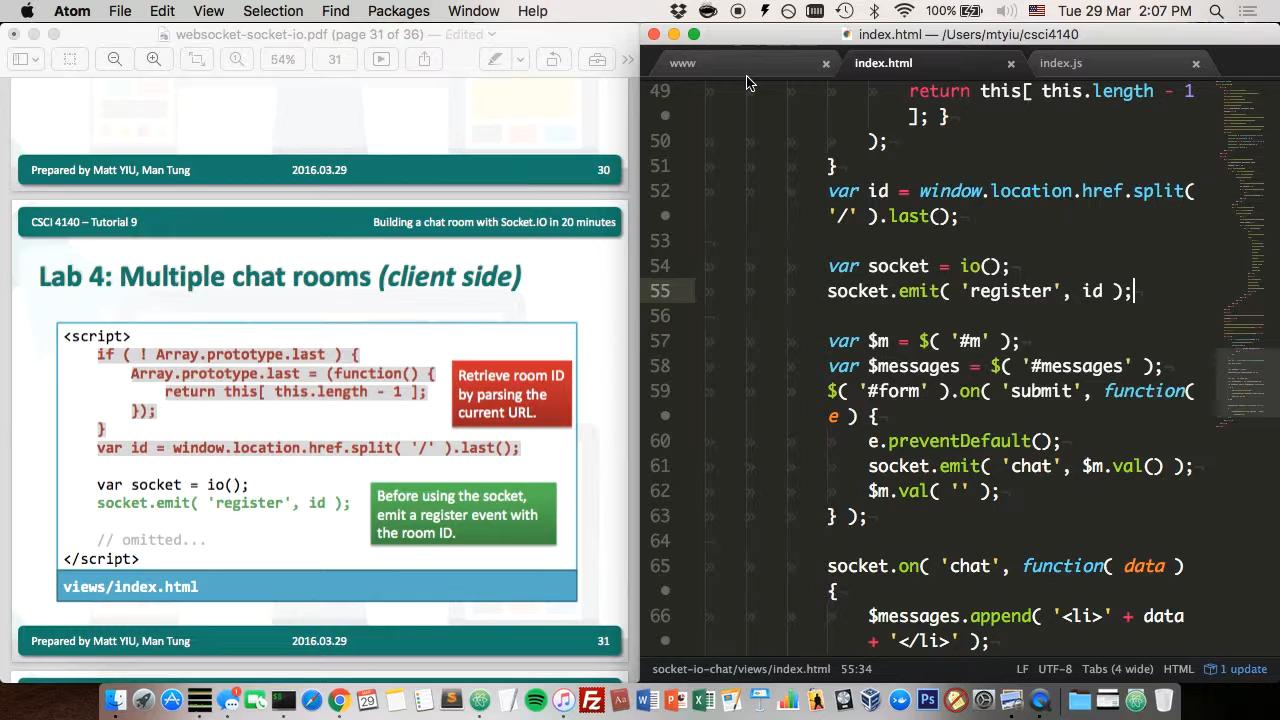 Atom File Edit View Selection Find Packages Window Help 100% Tue 29 Mar 2:07 PM
websocket-socket-io.pdf (page 31 of 36) — Edited
54% 31
Prepared by Matt YIU, Man Tung 2016.03.29 30
CSCI 4140 – Tutorial 9 Building a chat room with Socket.IO in 20 minutes
Lab 4: Multiple chat rooms (client side)
<script>
if ( ! Array.prototype.last ) {
Array.prototype.last = (function() {
return this[ this.length - 1 ];
});
}
var id = window.location.href.split( '/' ).last();
Retrieve room ID
by parsing the
current URL.
var socket = io();
socket.emit( 'register', id );
// omitted...
</script>
Before using the socket,
emit a register event with
the room ID.
views/index.html
Prepared by Matt YIU, Man Tung 2016.03.29 31
index.html — /Users/mtyiu/csci4140
www index.html index.js
49 return this[ this.length - 1
]; }
50 );
51 }
52 var id = window.location.href.split(
'/' ).last();
53
54 var socket = io();
55 socket.emit( 'register', id );
56
57 var $m = $( '#m' );
58 var $messages = $( '#messages' );
59 $( '#form' ).on( 'submit', function(
e ) {
60 e.preventDefault();
61 socket.emit( 'chat', $m.val() );
62 $m.val( '' );
63 } );
64
65 socket.on( 'chat', function( data )
{
66 $messages.append( '<li>' + data
+ '</li>' );
socket-io-chat/views/index.html 55:34 LF UTF-8 Tabs (4 wide) HTML 1 update